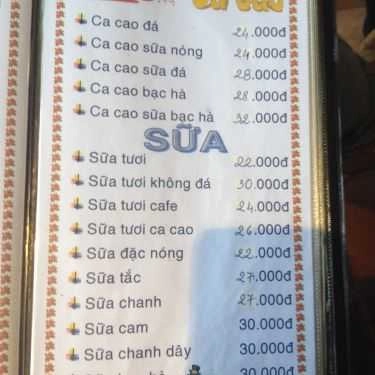 Ca cao đá 24.000đ
Ca cao sữa nóng 24.000đ
Ca cao sữa đá 28.000đ
Ca cao bạc hà 28.000đ
Ca cao sữa bạc hà 32.000đ
SỮA
Sữa tươi 22.000đ
Sữa tươi không đá 30.000đ
Sữa tươi cafe 24.000đ
Sữa tươi ca cao 26.000đ
Sữa đặc nóng 22.000đ
Sữa tắc 27.000đ
Sữa chanh 27.000đ
Sữa cam 30.000đ
Sữa chanh dây 30.000đ
30.000đ